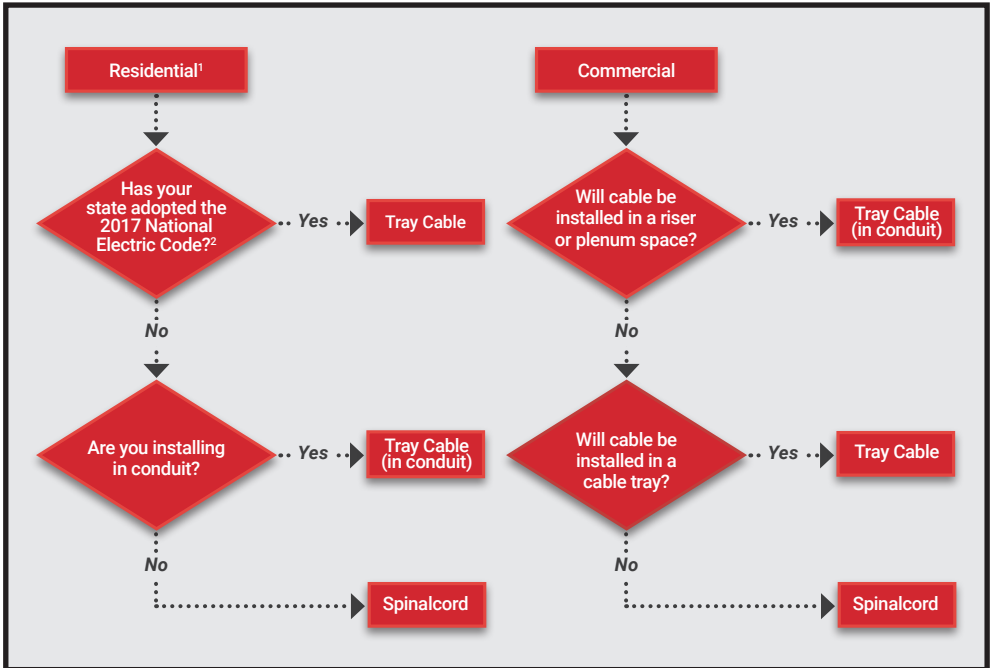 Residential¹
Has your
state adopted the
2017 National
Electric Code?²
Yes
Tray Cable
No
Are you installing
in conduit?
Yes
Tray Cable
(in conduit)
No
Spinalcord
Commercial
Will cable be
installed in a riser
or plenum space?
Yes
Tray Cable
(in conduit)
No
Will cable be
installed in a
cable tray?
Yes
Tray Cable
No
Spinalcord